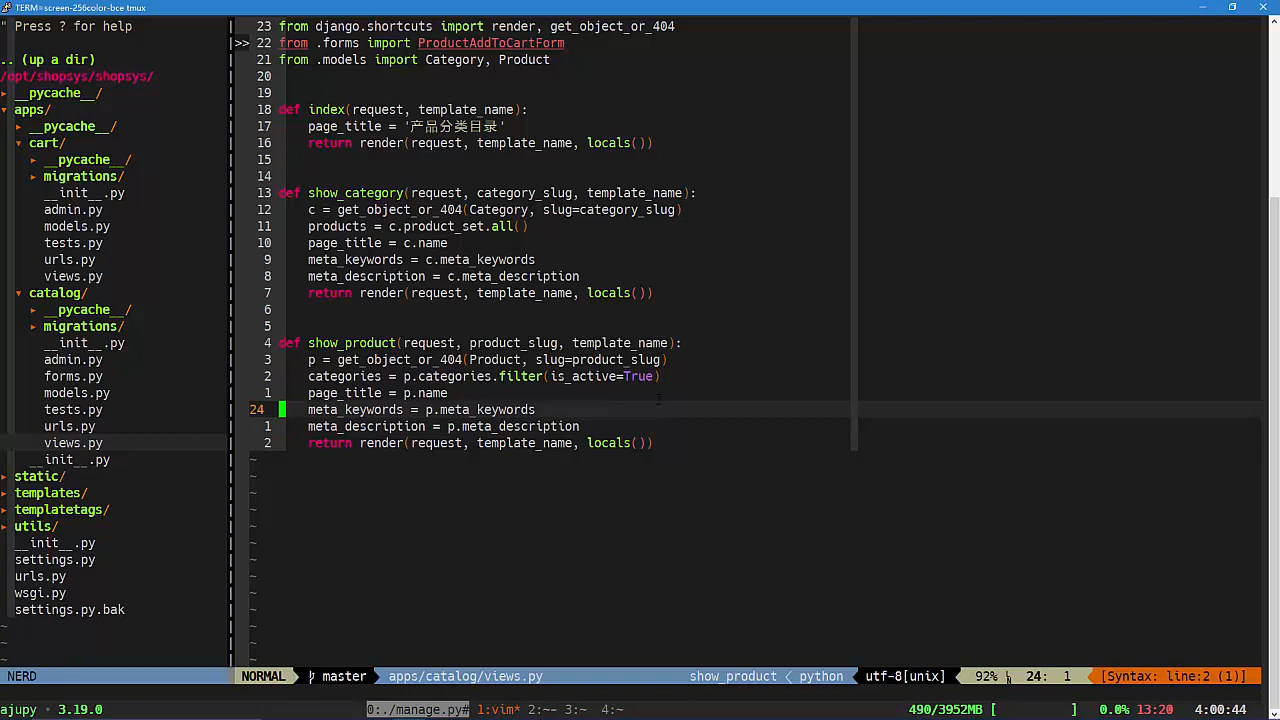 TERM=screen-256color-bce tmux
" Press ? for help
.. (up a dir)
/opt/shopsys/shopsys/
▸ __pycache__/
▾ apps/
▸ __pycache__/
▾ cart/
▸ __pycache__/
▸ migrations/
__init__.py
admin.py
models.py
tests.py
urls.py
views.py
▾ catalog/
▸ __pycache__/
▸ migrations/
__init__.py
admin.py
forms.py
models.py
tests.py
urls.py
views.py
__init__.py
▸ static/
▸ templates/
▸ templatetags/
▸ utils/
__init__.py
settings.py
urls.py
wsgi.py
settings.py.bak
~
~
~
23 from django.shortcuts import render, get_object_or_404
>> 22 from .forms import ProductAddToCartForm
21 from .models import Category, Product
20
19
18 def index(request, template_name):
17 page_title = '产品分类目录'
16 return render(request, template_name, locals())
15
14
13 def show_category(request, category_slug, template_name):
12 c = get_object_or_404(Category, slug=category_slug)
11 products = c.product_set.all()
10 page_title = c.name
9 meta_keywords = c.meta_keywords
8 meta_description = c.meta_description
7 return render(request, template_name, locals())
6
5
4 def show_product(request, product_slug, template_name):
3 p = get_object_or_404(Product, slug=product_slug)
2 categories = p.categories.filter(is_active=True)
1 page_title = p.name
24 meta_keywords = p.meta_keywords
1 meta_description = p.meta_description
2 return render(request, template_name, locals())
~
~
~
~
~
~
~
~
~
~
~
~
~
NERD
NORMAL master apps/catalog/views.py show_product < python utf-8[unix] 92% 24: 1 [Syntax: line:2 (1)]
ajupy · 3.19.0 0:./manage.py# 1:vim* 2:~- 3:~ 4:~ 490/3952MB [ ] 0.0% 13:20 4:00:44